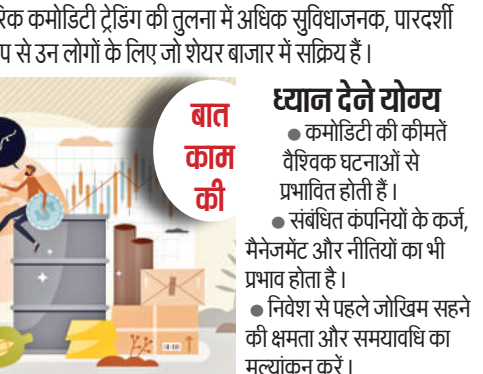 कमोडिटी ट्रेडिंग की तुलना में अधिक सुविधाजनक, पारदर्शी
से उन लोगों के लिए जो शेयर बाजार में सक्रिय हैं।
बात
काम
की
ध्यान देने योग्य
● कमोडिटी की कीमतें
वैश्विक घटनाओं से
प्रभावित होती हैं।
● संबंधित कंपनियों के कर्ज,
मैनेजमेंट और नीतियों का भी
प्रभाव होता है।
● निवेश से पहले जोखिम सहने
की क्षमता और समयावधि का
मूल्यांकन करें।